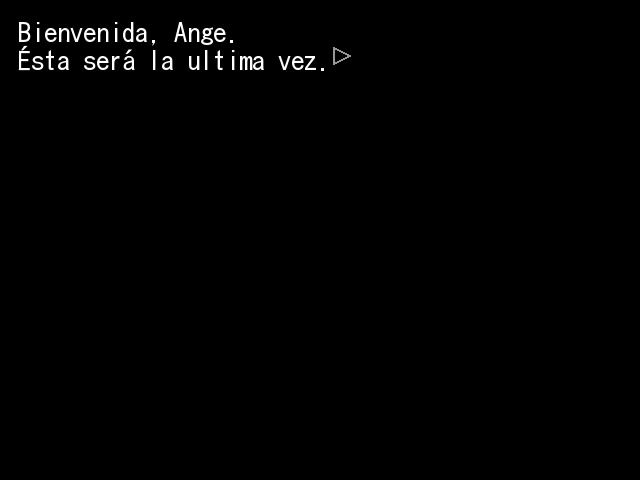 Bienvenida, Ange.
Ésta será la ultima vez.